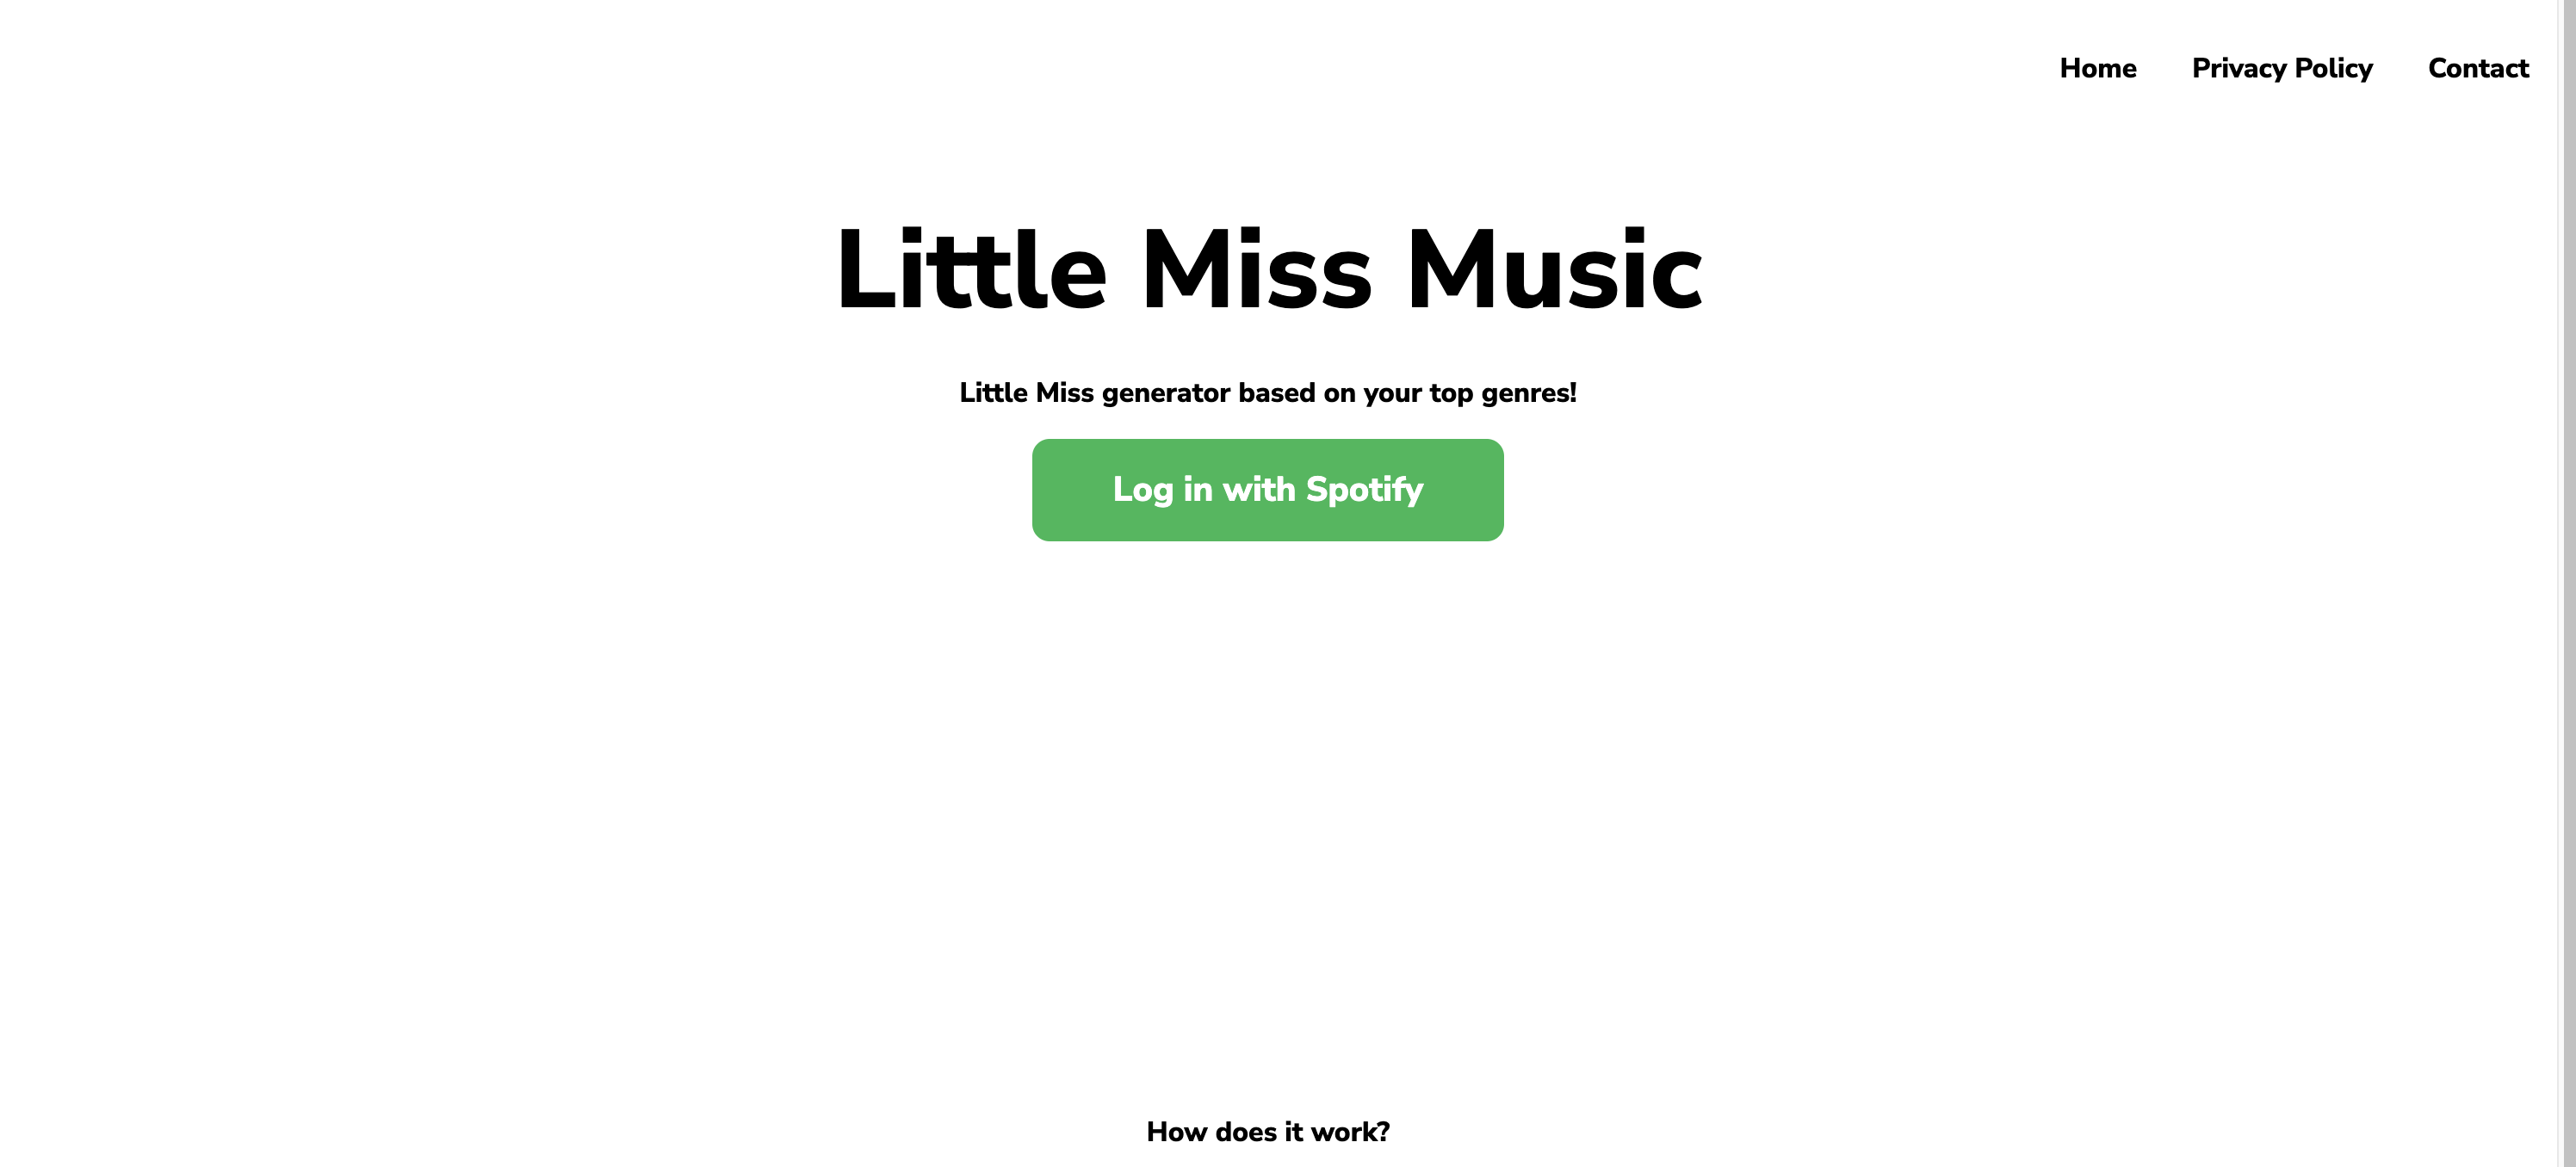 Home Privacy Policy Contact
Little Miss Music
Little Miss generator based on your top genres!
Log in with Spotify
How does it work?